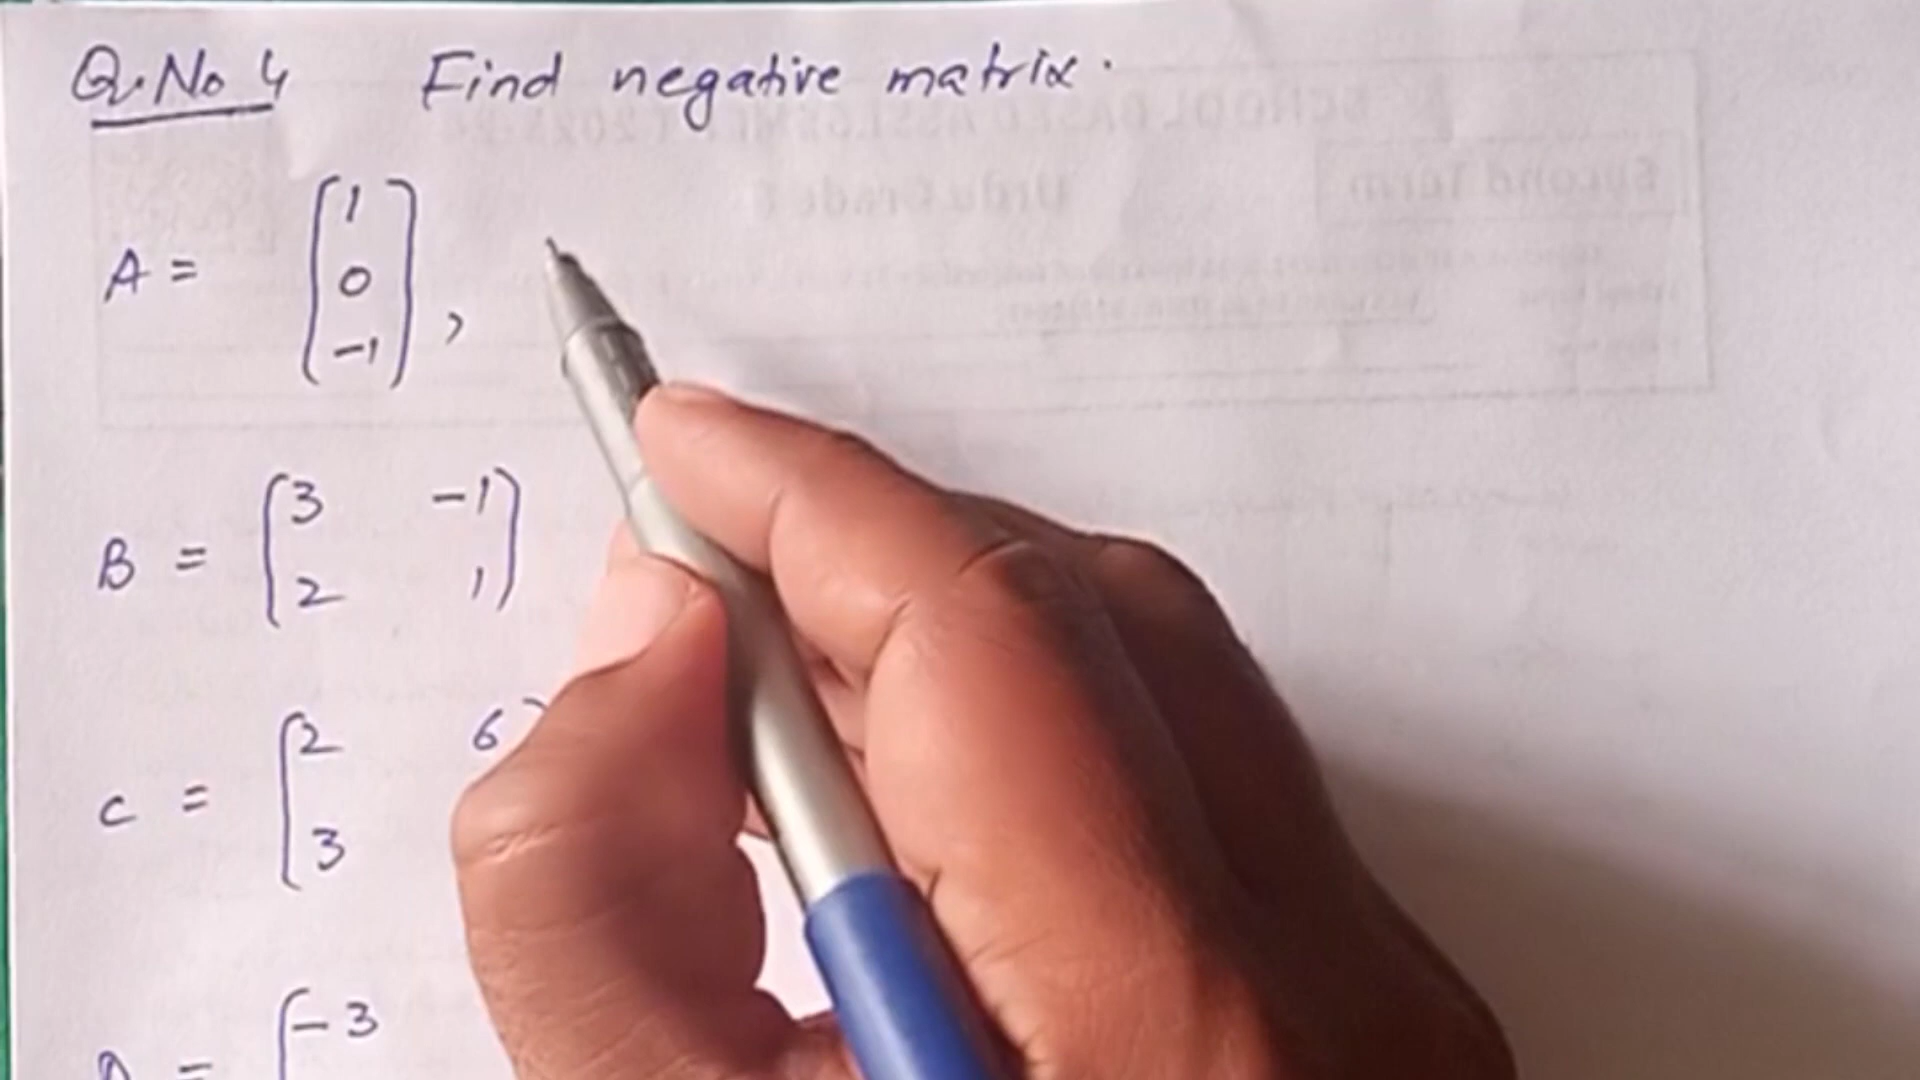 Q.No 4 Find negative matrix.
A = [1
0
-1],
B = [3 -1
2 1]
C = [2 6
3
= [-3